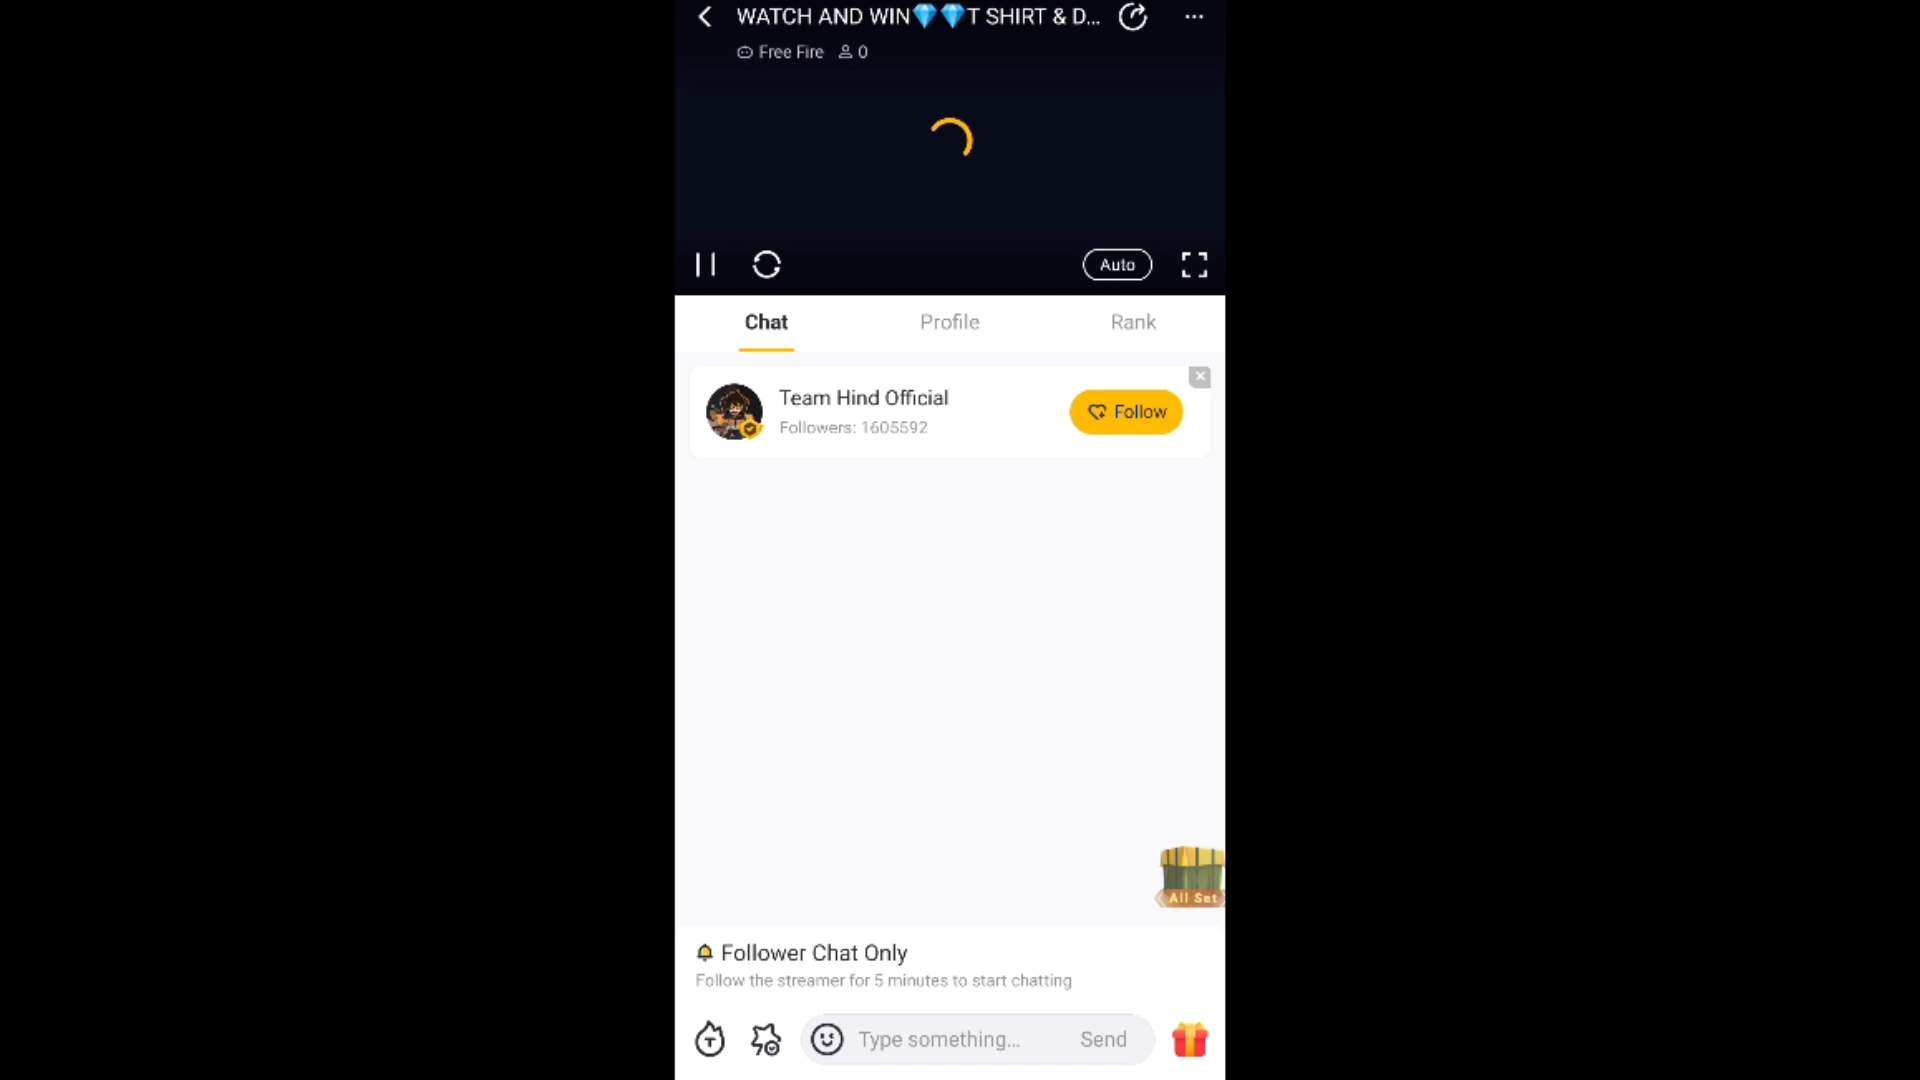 WATCH AND WIN💎💎T SHIRT & D...
Free Fire 0
Auto
Chat Profile Rank
Team Hind Official
Followers: 1605592
Follow
All Set
Follower Chat Only
Follow the streamer for 5 minutes to start chatting
Type something... Send